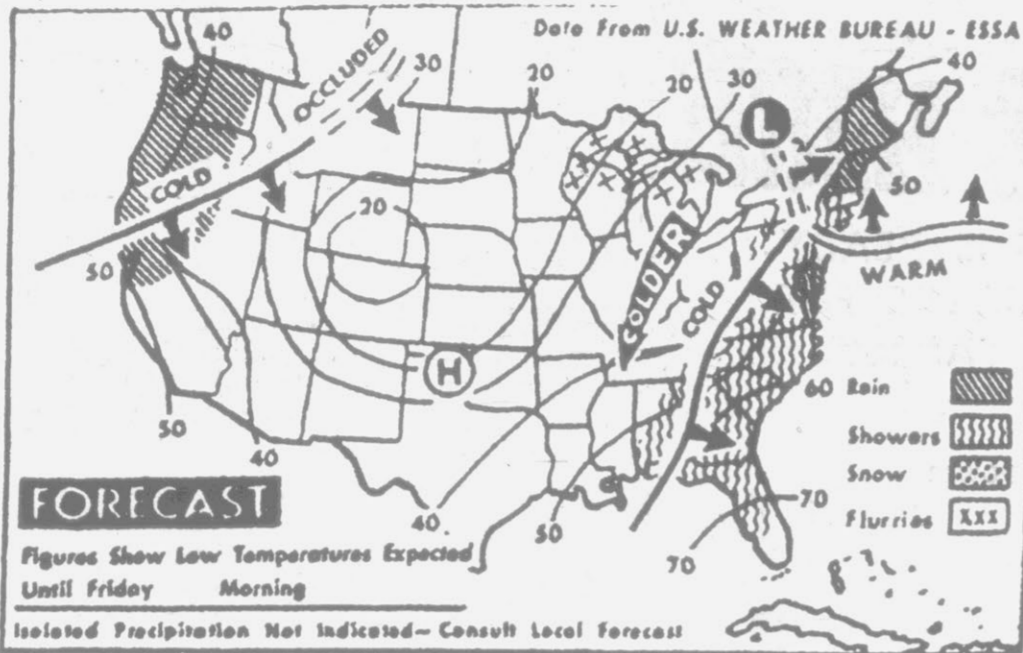 Data From U.S. WEATHER BUREAU - ESSA
40
OCCLUDED
30
20
20
30
40
L
COLD
50
20
COLDER
COLD
WARM
50
H
60
Rain
Showers
Snow
Flurries
XXX
50
40
40
50
70
70
FORECAST
Figures Show Low Temperatures Expected
Until Friday Morning
Isolated Precipitation Not Indicated— Consult Local Forecast